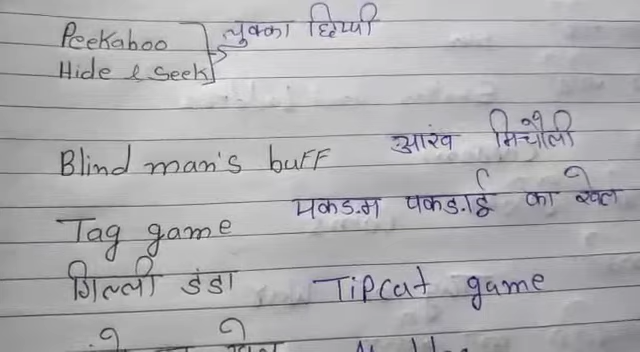 Peekaboo
Hide & Seek } लुक्का छिप्पी
Blind man's buff आंख मिचौली
Tag game पकड़म पकड़ाई का खेल
गिल्ली डंडा Tipcat game